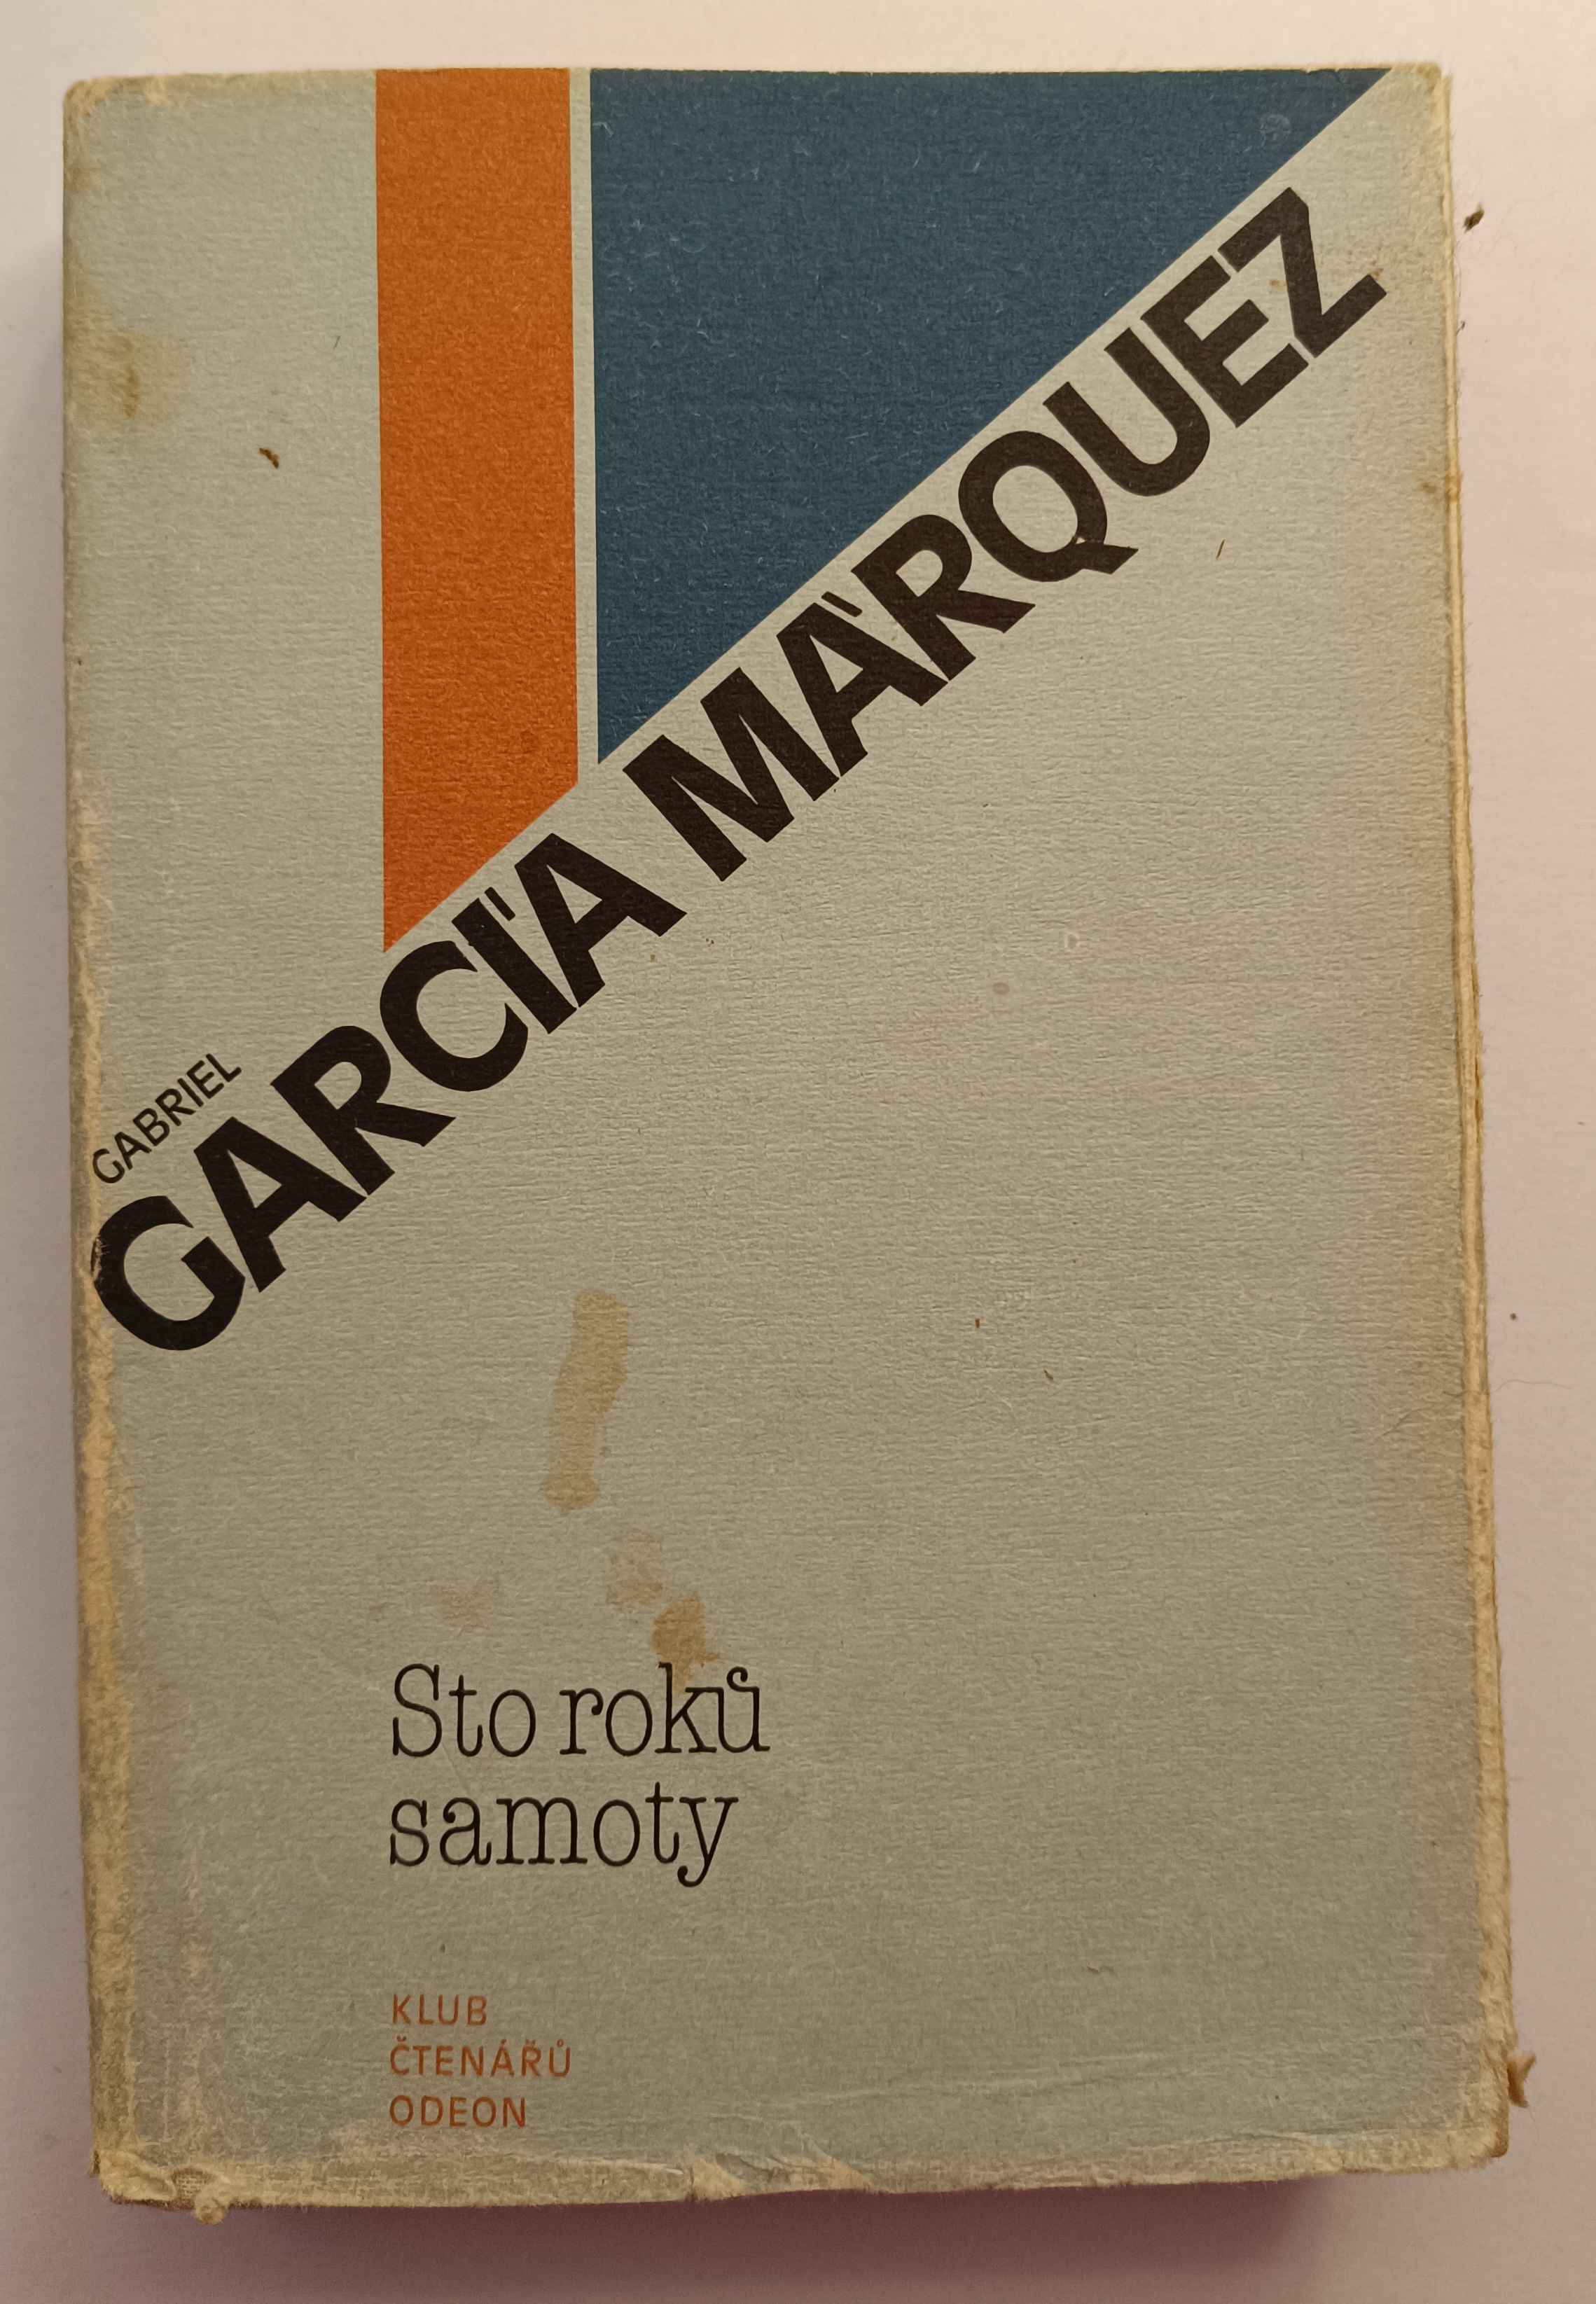 GABRIEL
GARCÍA MÁRQUEZ
Sto roků
samoty
KLUB
ČTENÁŘŮ
ODEON